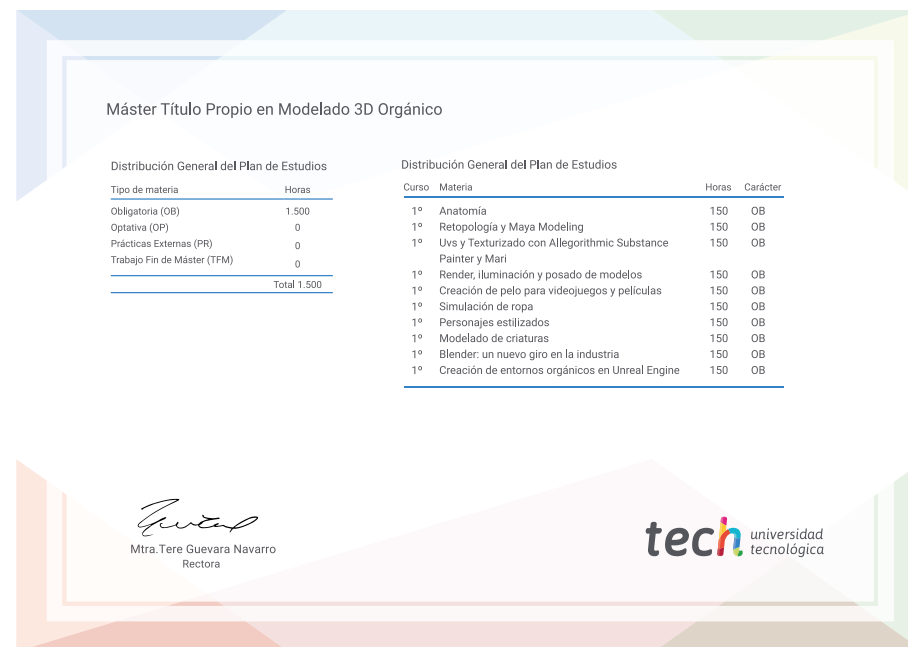 Máster Título Propio en Modelado 3D Orgánico
Distribución General del Plan de Estudios
Tipo de materia Horas
Obligatoria (OB) 1.500
Optativa (OP) 0
Prácticas Externas (PR) 0
Trabajo Fin de Máster (TFM) 0
Total 1.500
Distribución General del Plan de Estudios
Curso Materia Horas Carácter
1º Anatomía 150 OB
1º Retopología y Maya Modeling 150 OB
1º Uvs y Texturizado con Allegorithmic Substance 150 OB
Painter y Mari
1º Render, iluminación y posado de modelos 150 OB
1º Creación de pelo para videojuegos y películas 150 OB
1º Simulación de ropa 150 OB
1º Personajes estilizados 150 OB
1º Modelado de criaturas 150 OB
1º Blender: un nuevo giro en la industria 150 OB
1º Creación de entornos orgánicos en Unreal Engine 150 OB
Mtra.Tere Guevara Navarro
Rectora
tech universidad
tecnológica